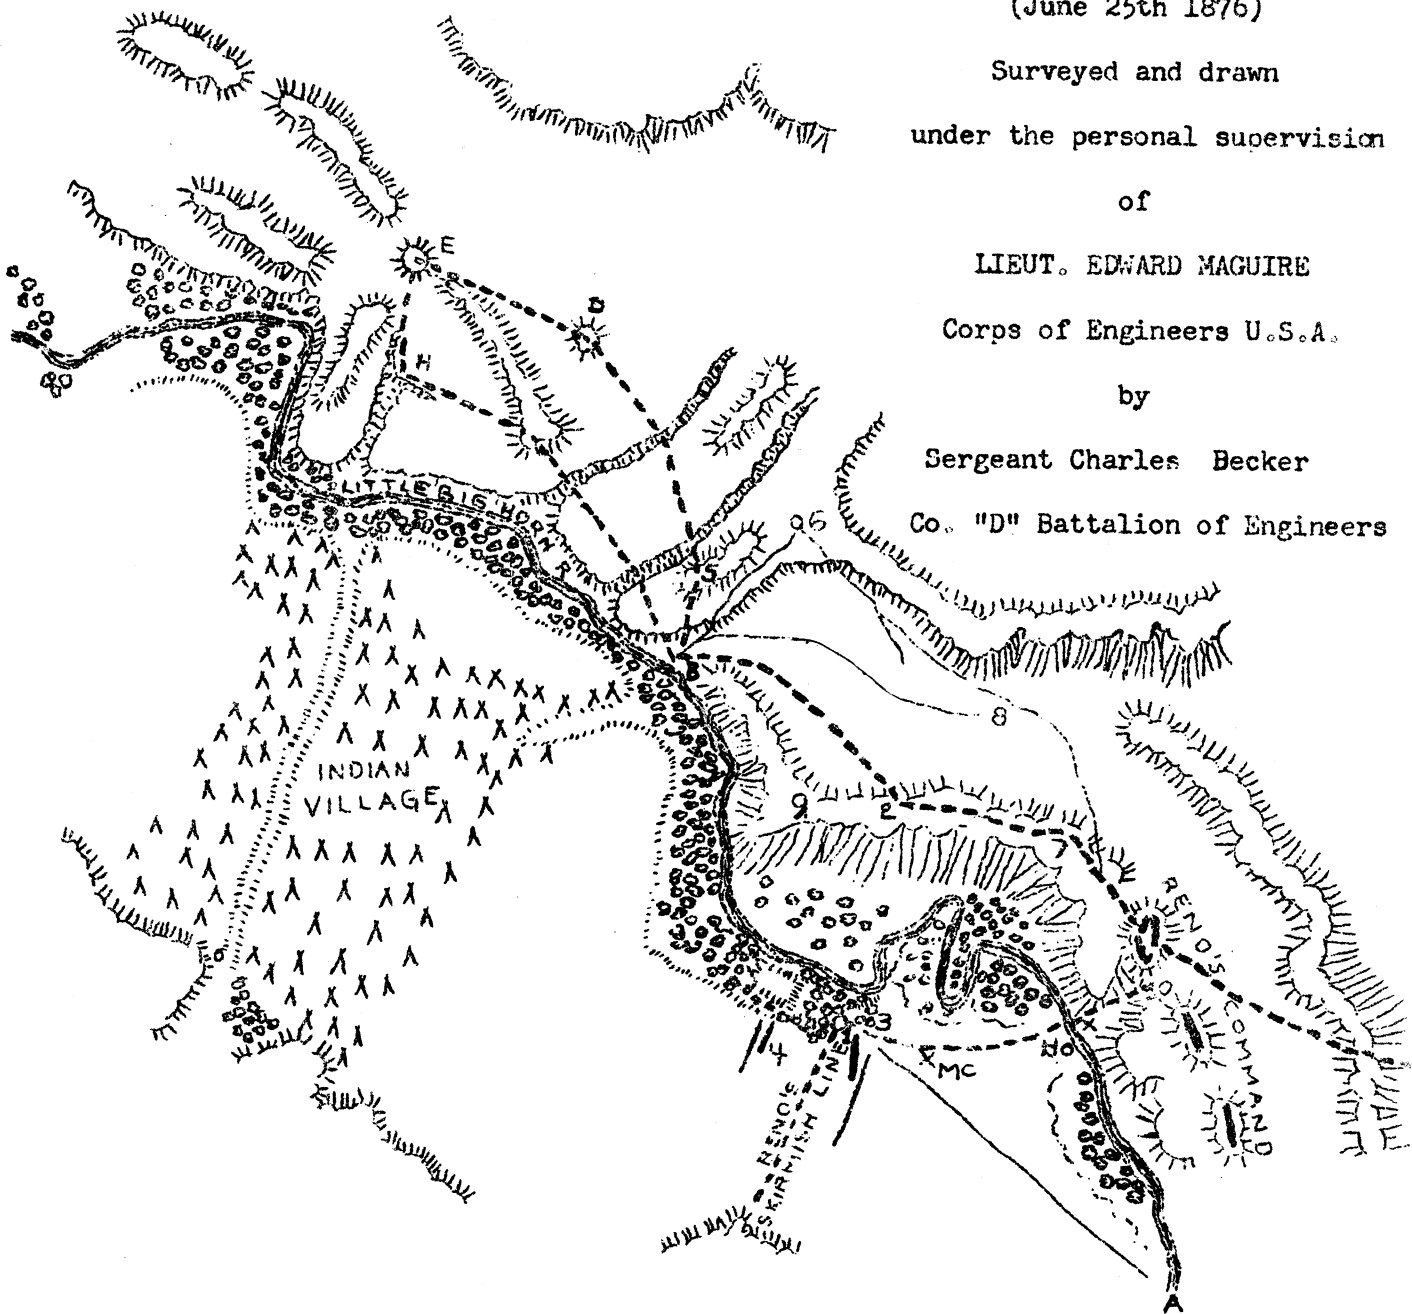 (June 25th 1876)
Surveyed and drawn
under the personal supervision
of
LIEUT. EDWARD MAGUIRE
Corps of Engineers U.S.A.
by
Sergeant Charles Becker
Co. "D" Battalion of Engineers
E
D
H
LITTLE BIG HORN R
5
6
B
8
INDIAN
VILLAGE
9
2
7
RENO'S COMMAND
3
4
X MC
X
Ho
RENO'S
SKIRMISH LINE
A